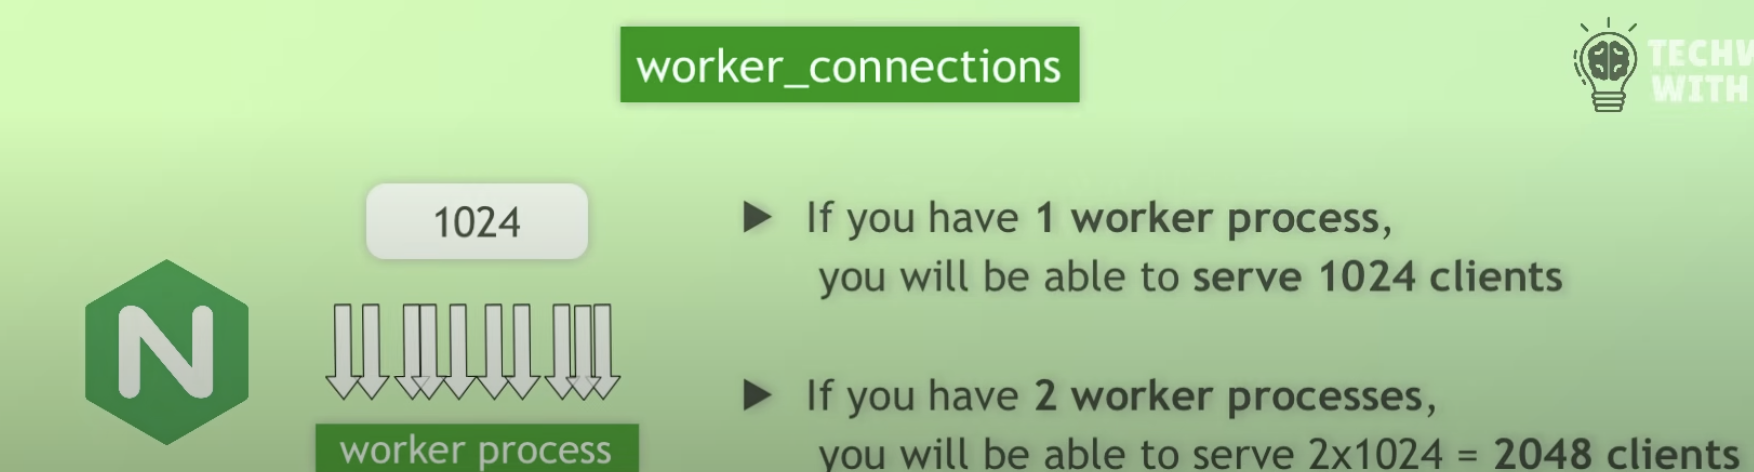 worker_connections
TECHW
WITH
1024
If you have 1 worker process,
you will be able to serve 1024 clients
N
If you have 2 worker processes,
you will be able to serve 2x1024 = 2048 clients
worker process